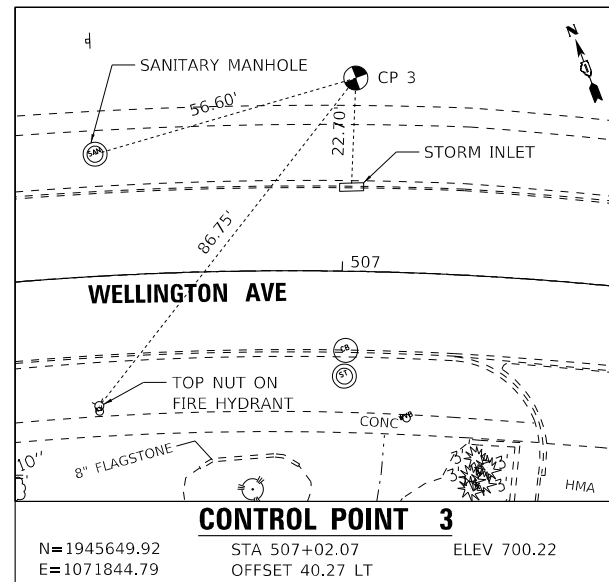 N
SANITARY MANHOLE
CP 3
56.60'
SAN
22.70'
STORM INLET
86.75'
507
WELLINGTON AVE
CB
ST
TOP NUT ON
FIRE HYDRANT
CONC
10"
8" FLAGSTONE
HMA
CONTROL POINT 3
N=1945649.92 STA 507+02.07 ELEV 700.22
E=1071844.79 OFFSET 40.27 LT